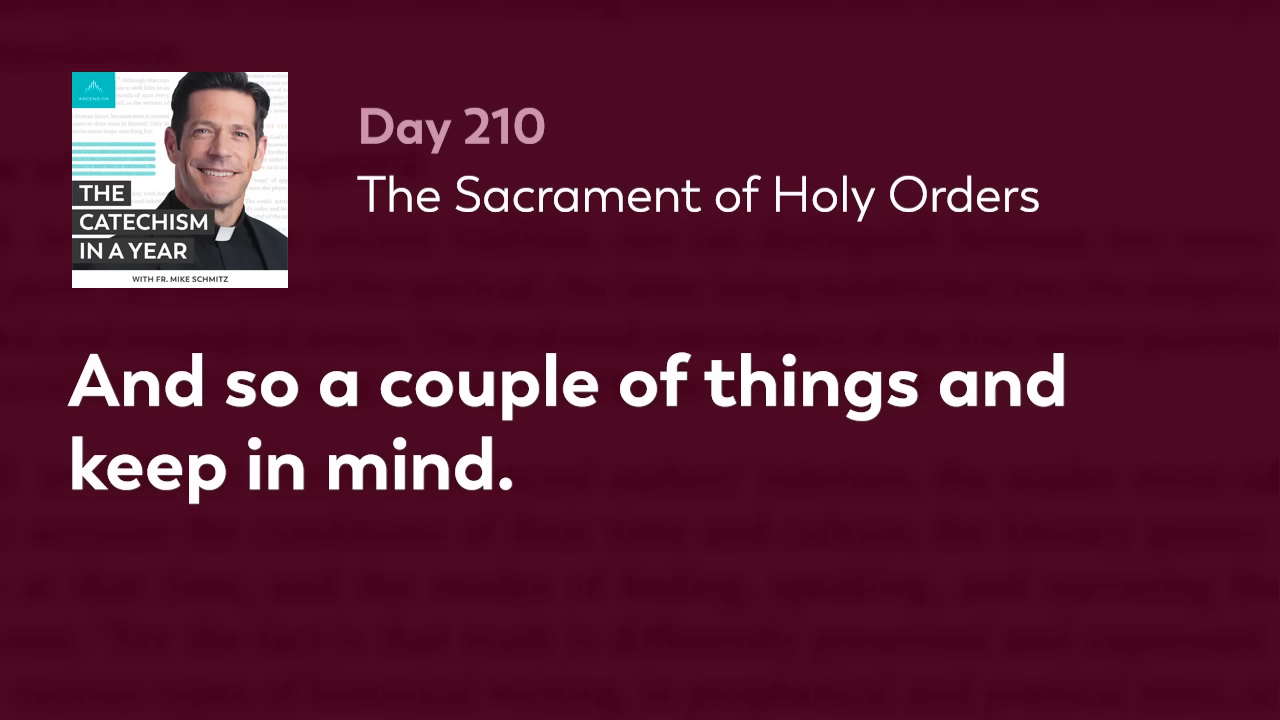 ASCENSION
THE
CATECHISM
IN A YEAR
WITH FR. MIKE SCHMITZ
Day 210
The Sacrament of Holy Orders
And so a couple of things and
keep in mind.